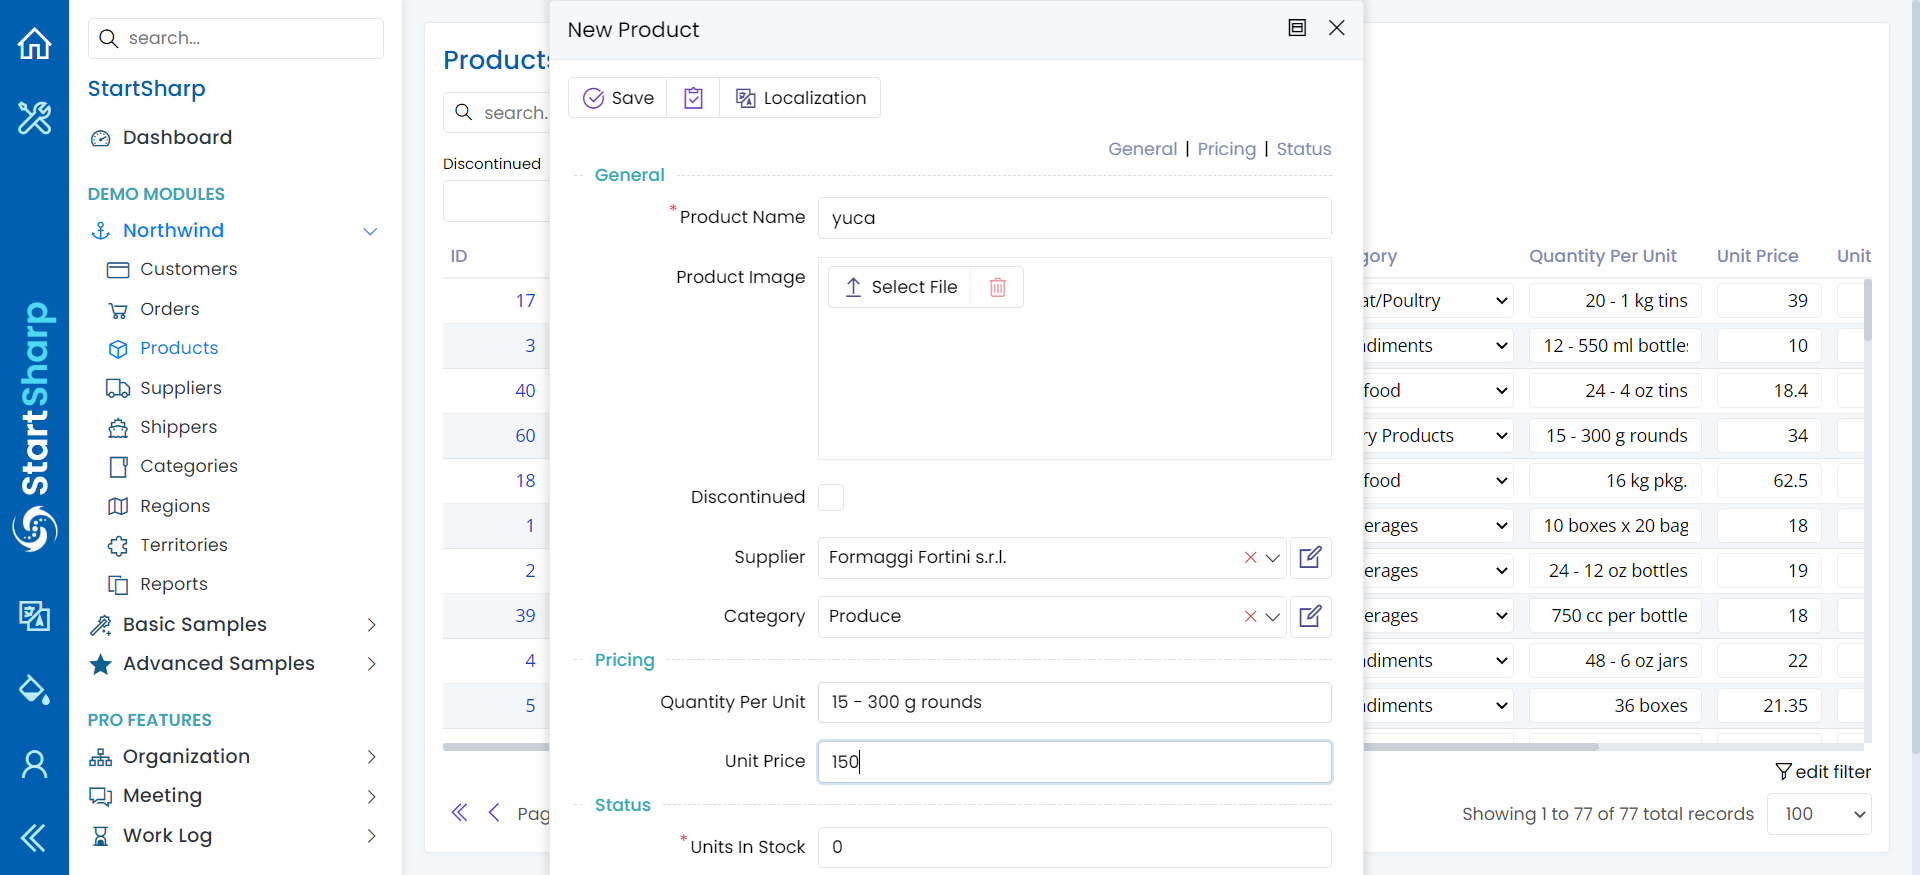 search...
StartSharp
Dashboard
DEMO MODULES
Northwind
Customers
Orders
Products
Suppliers
Shippers
Categories
Regions
Territories
Reports
Basic Samples
Advanced Samples
PRO FEATURES
Organization
Meeting
Work Log
StartSharp
Products
search.
Discontinued
ID
17
3
40
60
18
1
2
39
4
5
Pag
New Product
Save
Localization
General | Pricing | Status
General
*Product Name
yuca
Product Image
Select File
Discontinued
Supplier
Formaggi Fortini s.r.l.
Category
Produce
Pricing
Quantity Per Unit
15 - 300 g rounds
Unit Price
150
Status
*Units In Stock
0
gory Quantity Per Unit Unit Price Unit
at/Poultry 20 - 1 kg tins 39
diments 12 - 550 ml bottles 10
food 24 - 4 oz tins 18.4
ry Products 15 - 300 g rounds 34
food 16 kg pkg. 62.5
erages 10 boxes x 20 bag 18
erages 24 - 12 oz bottles 19
erages 750 cc per bottle 18
diments 48 - 6 oz jars 22
diments 36 boxes 21.35
edit filter
Showing 1 to 77 of 77 total records
100